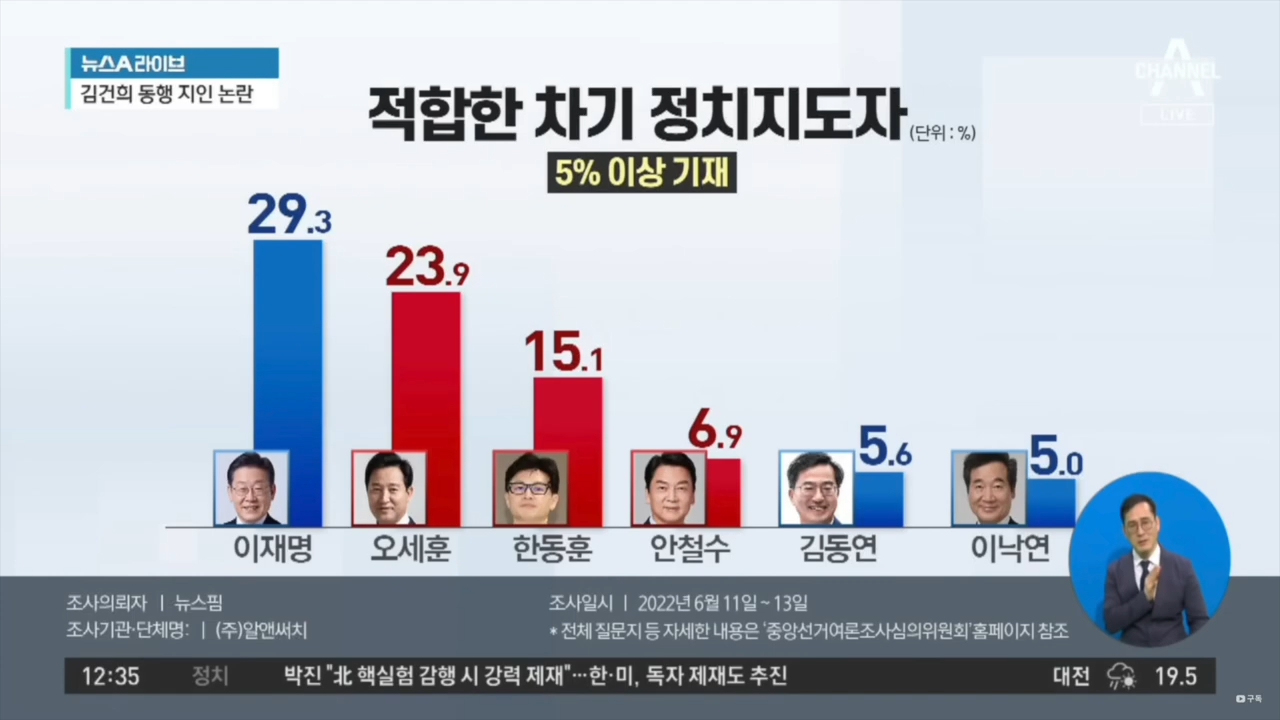 뉴스A 라이브
김건희 동행 지인 논란
CHANNEL A
LIVE
적합한 차기 정치지도자 (단위 : %)
5% 이상 기재
29.3
23.9
15.1
6.9
5.6
5.0
이재명
오세훈
한동훈
안철수
김동연
이낙연
조사의뢰자 | 뉴스핌
조사기관·단체명: | (주)알앤써치
조사일시 | 2022년 6월 11일 ~ 13일
* 전체 질문지 등 자세한 내용은 '중앙선거여론조사심의위원회' 홈페이지 참조
12:35 정치 박진 "北 핵실험 감행 시 강력 제재"…한·미, 독자 제재도 추진 대전 19.5
구독